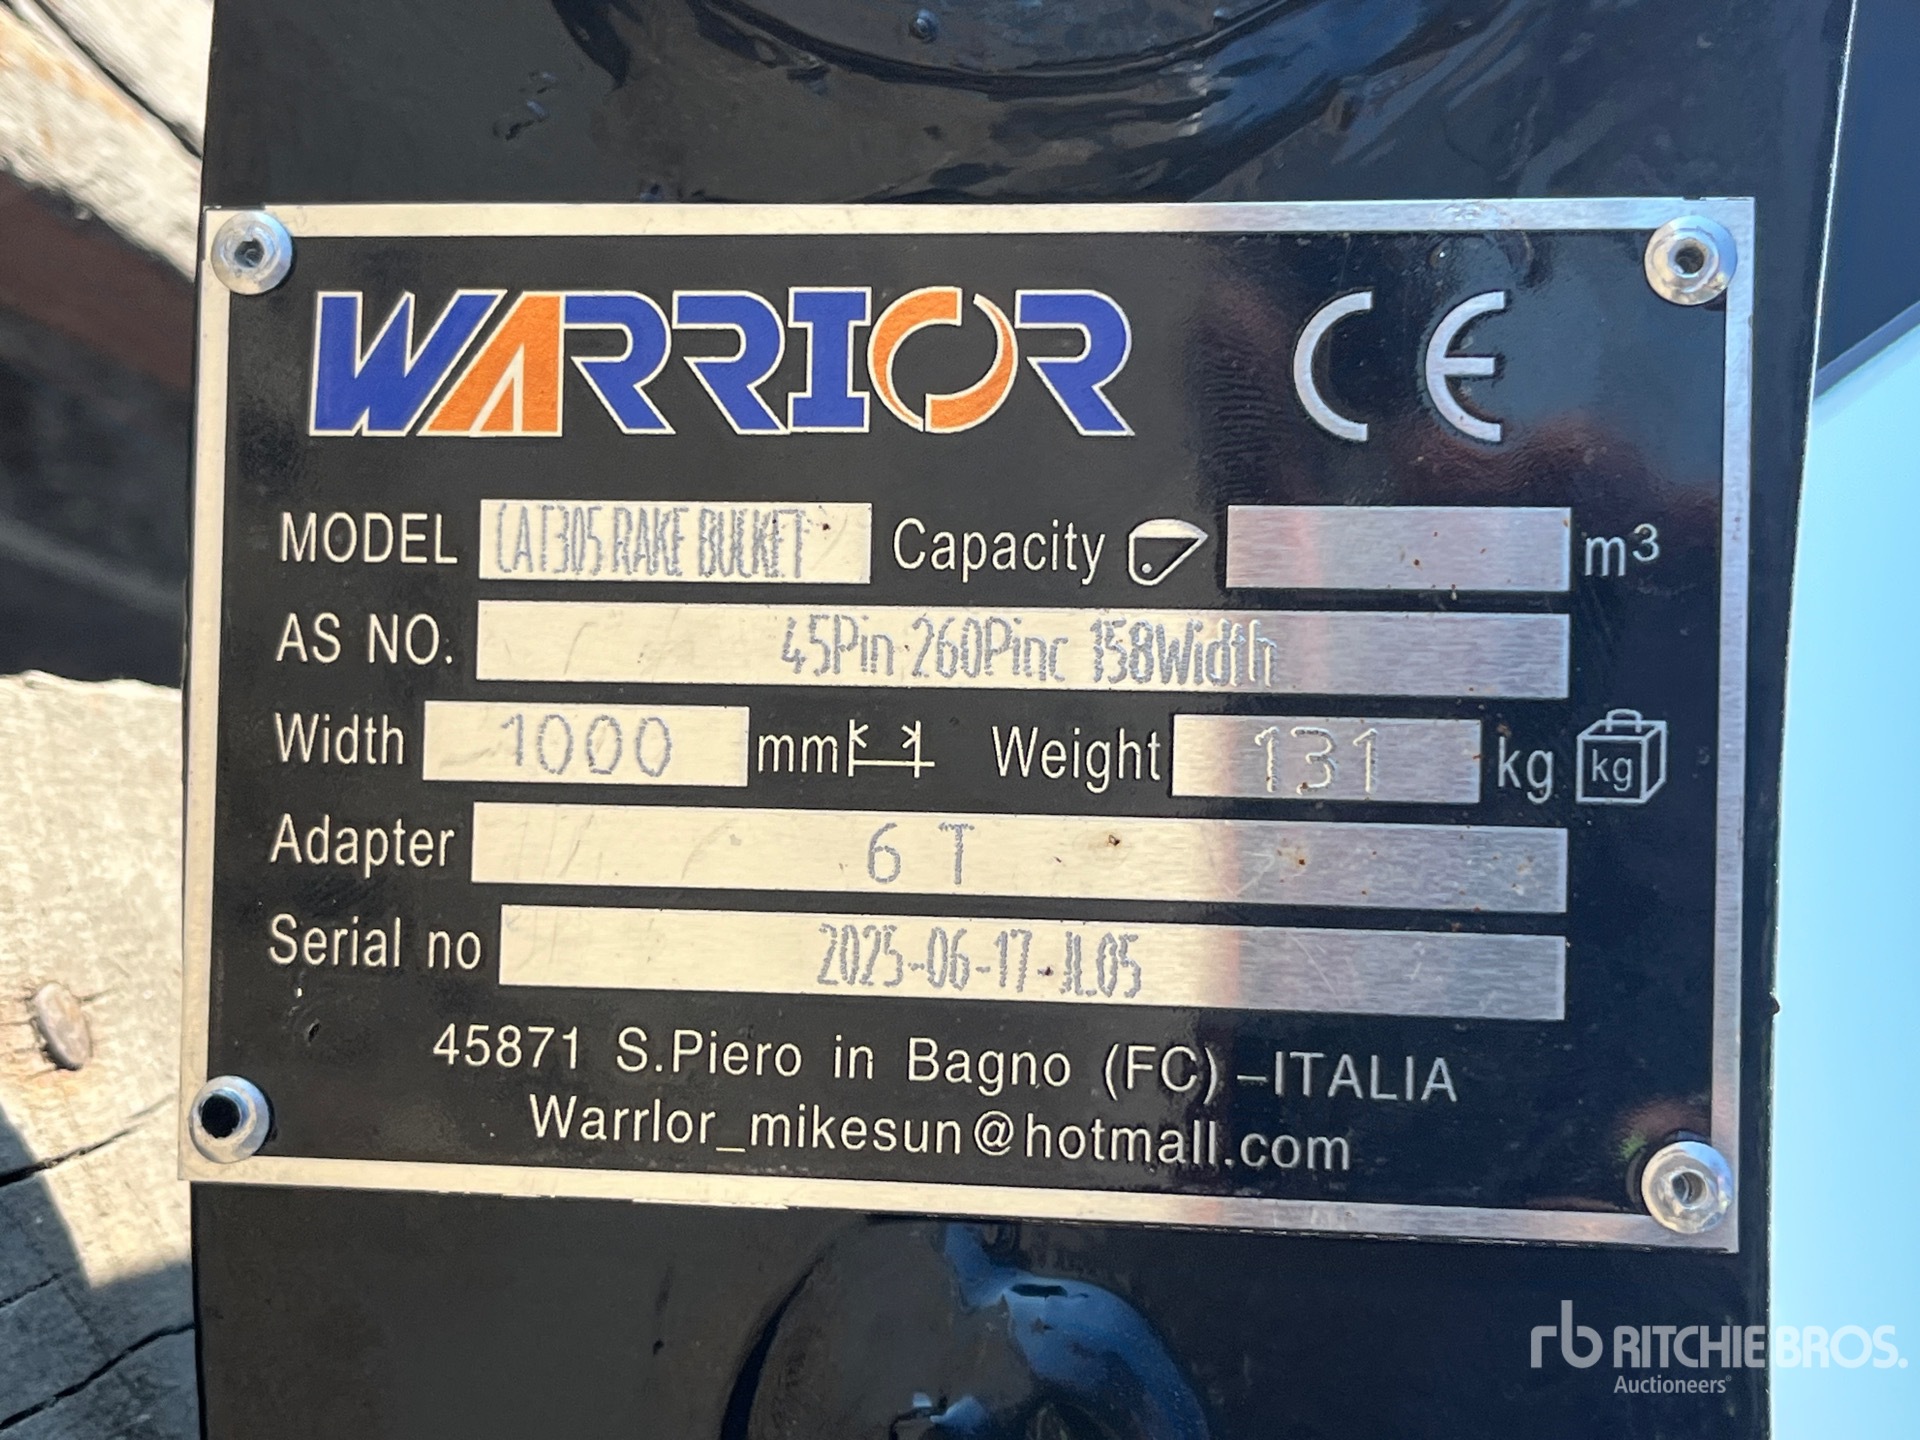 WARRIOR CE
MODEL CAT305 RAKE BUCKET Capacity m³
AS NO. 45Pin 260Pinc 158Width
Width 1000 mm Weight 131 kg kg
Adapter 6 T
Serial no 2025-06-17-JL05
45871 S.Piero in Bagno (FC) -ITALIA
Warrlor_mikesun@hotmall.com
rb RITCHIE BROS.
Auctioneers®